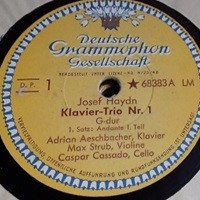 Deutsche
Grammophon
Gesellschaft
D. P.
1
★ 68383 A LM
Josef Haydn
Klavier-Trio Nr. 1
G-dur
1. Satz: Andante 1. Teil
Adrian Aeschbacher, Klavier
Max Strub, Violine
Caspar Cassado, Cello